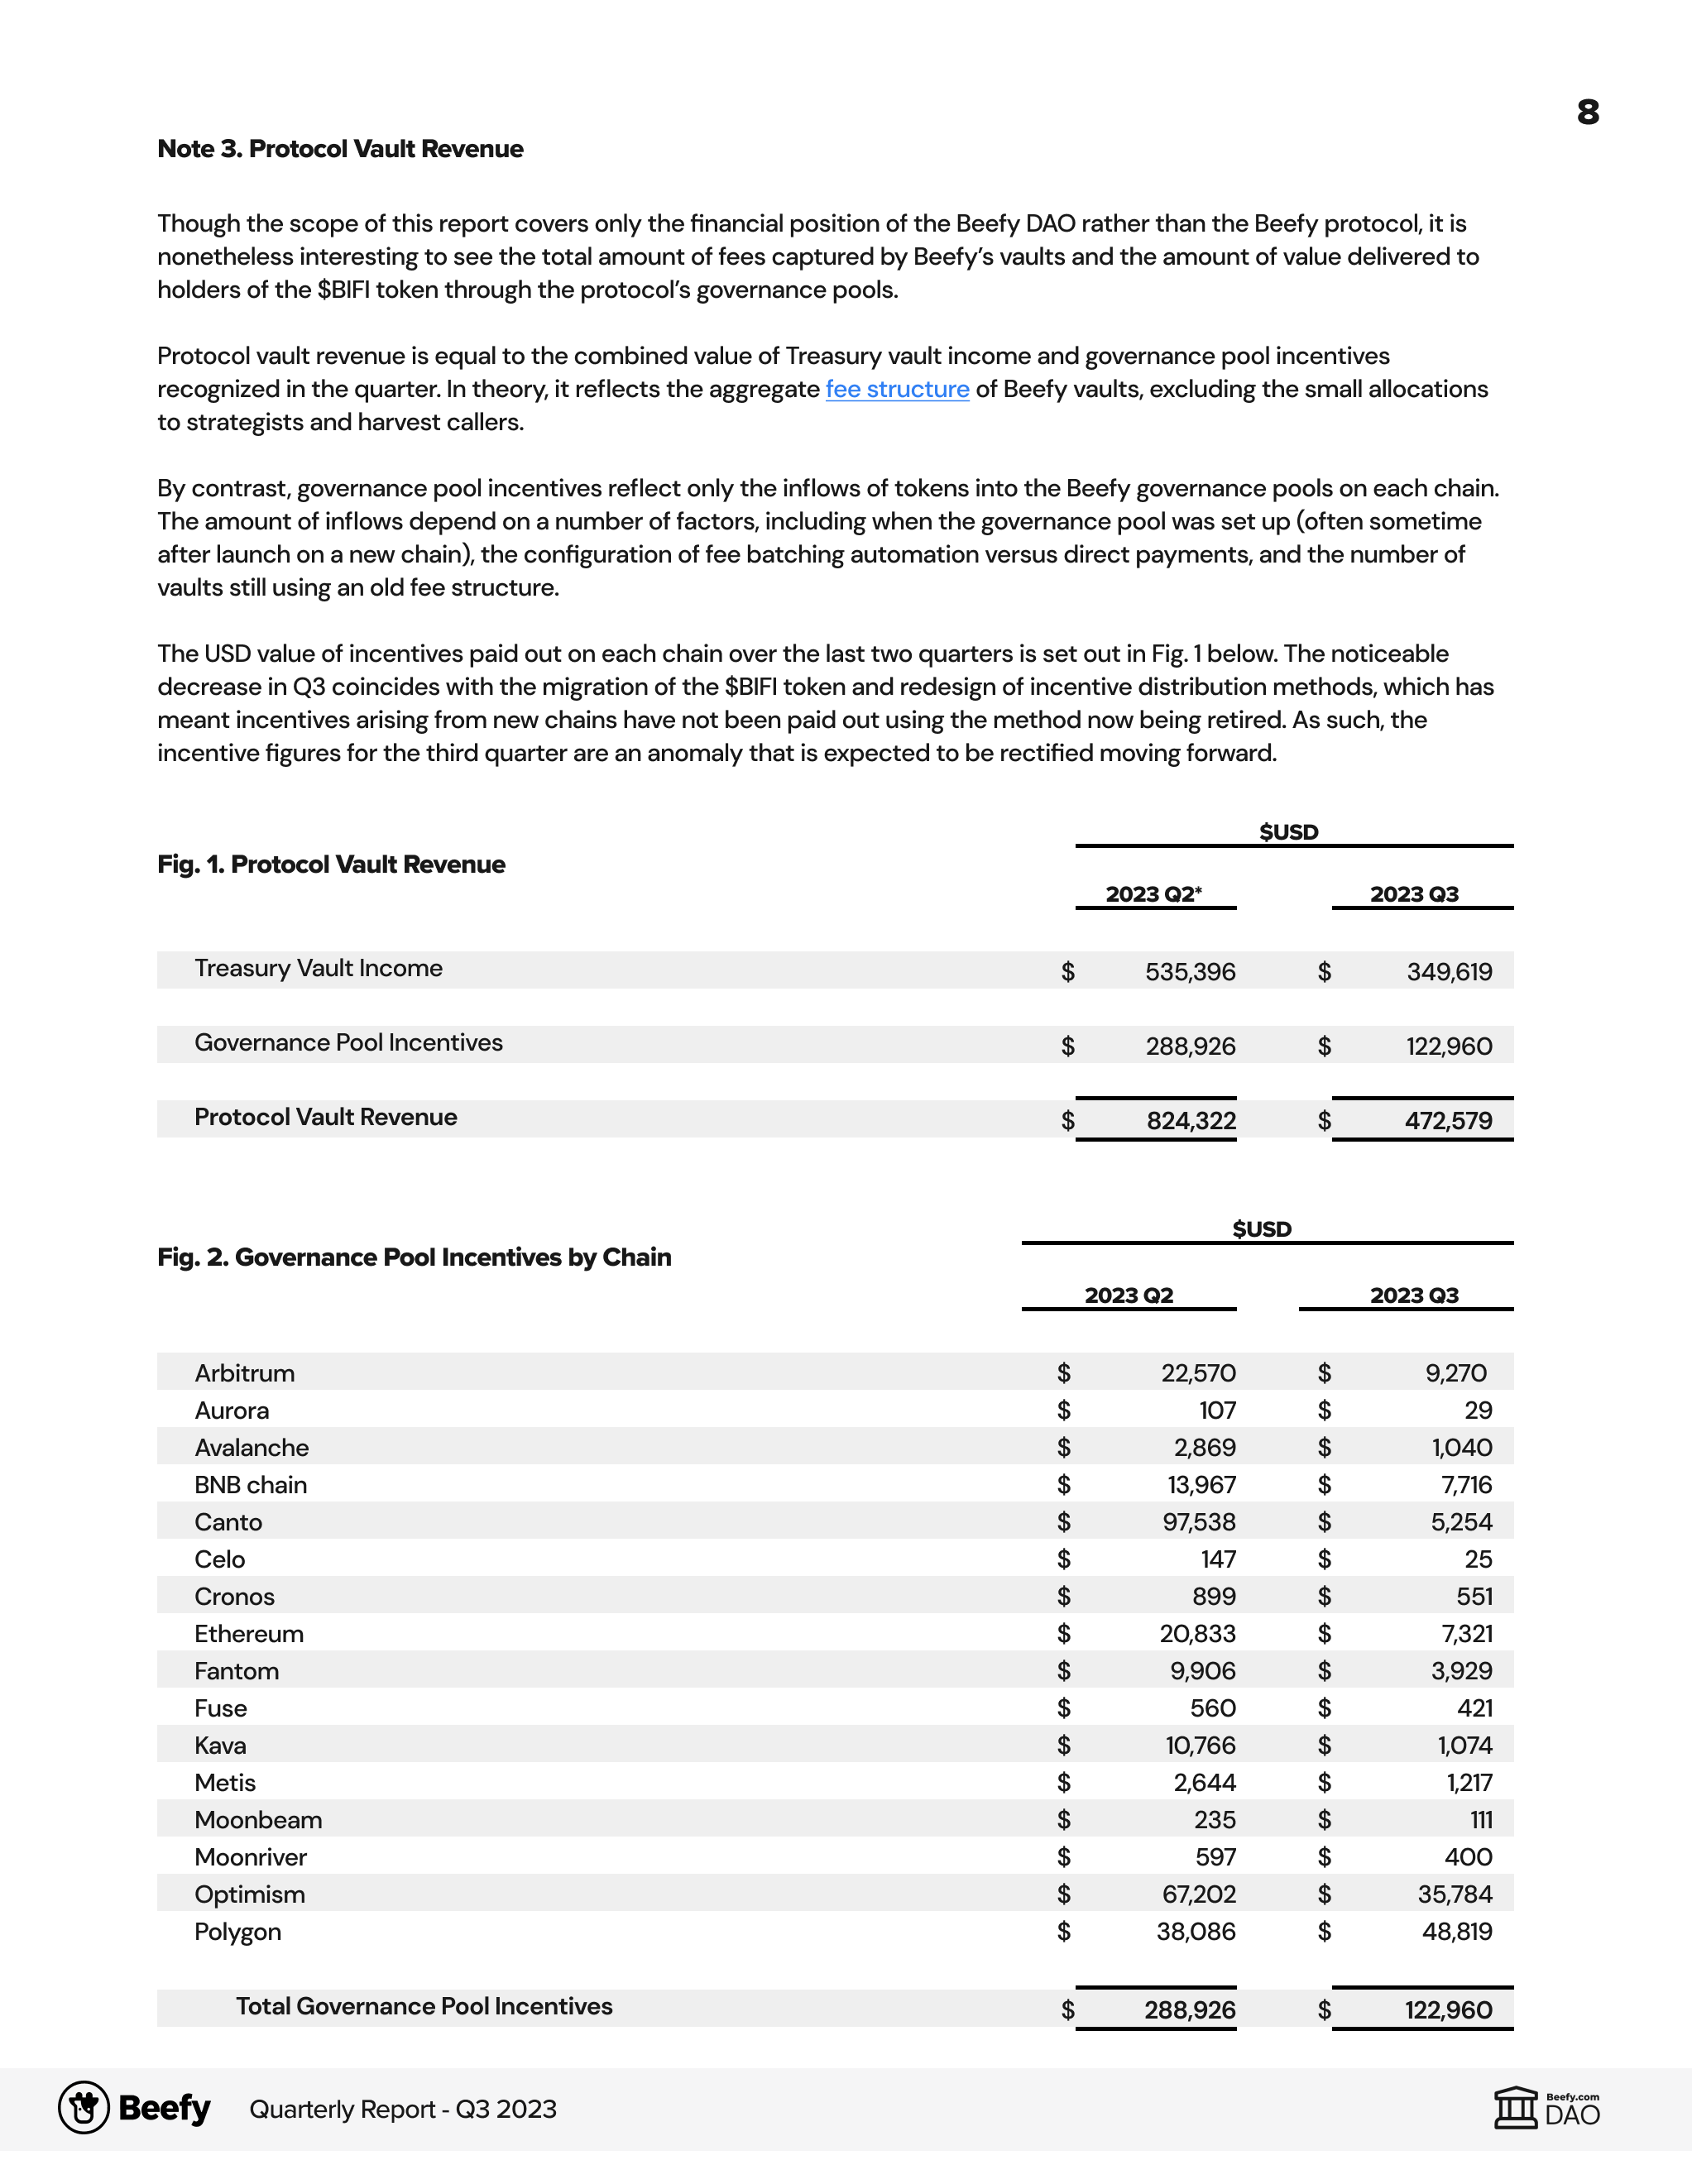 8
Note 3. Protocol Vault Revenue
Though the scope of this report covers only the financial position of the Beefy DAO rather than the Beefy protocol, it is
nonetheless interesting to see the total amount of fees captured by Beefy’s vaults and the amount of value delivered to
holders of the $BIFI token through the protocol’s governance pools.
Protocol vault revenue is equal to the combined value of Treasury vault income and governance pool incentives
recognized in the quarter. In theory, it reflects the aggregate fee structure of Beefy vaults, excluding the small allocations
to strategists and harvest callers.
By contrast, governance pool incentives reflect only the inflows of tokens into the Beefy governance pools on each chain.
The amount of inflows depend on a number of factors, including when the governance pool was set up (often sometime
after launch on a new chain), the configuration of fee batching automation versus direct payments, and the number of
vaults still using an old fee structure.
The USD value of incentives paid out on each chain over the last two quarters is set out in Fig. 1 below. The noticeable
decrease in Q3 coincides with the migration of the $BIFI token and redesign of incentive distribution methods, which has
meant incentives arising from new chains have not been paid out using the method now being retired. As such, the
incentive figures for the third quarter are an anomaly that is expected to be rectified moving forward.
$USD
Fig. 1. Protocol Vault Revenue
2023 Q2* 2023 Q3
Treasury Vault Income $ 535,396 $ 349,619
Governance Pool Incentives $ 288,926 $ 122,960
Protocol Vault Revenue $ 824,322 $ 472,579
$USD
Fig. 2. Governance Pool Incentives by Chain
2023 Q2 2023 Q3
Arbitrum $ 22,570 $ 9,270
Aurora $ 107 $ 29
Avalanche $ 2,869 $ 1,040
BNB chain $ 13,967 $ 7,716
Canto $ 97,538 $ 5,254
Celo $ 147 $ 25
Cronos $ 899 $ 551
Ethereum $ 20,833 $ 7,321
Fantom $ 9,906 $ 3,929
Fuse $ 560 $ 421
Kava $ 10,766 $ 1,074
Metis $ 2,644 $ 1,217
Moonbeam $ 235 $ 111
Moonriver $ 597 $ 400
Optimism $ 67,202 $ 35,784
Polygon $ 38,086 $ 48,819
Total Governance Pool Incentives $ 288,926 $ 122,960
Beefy Quarterly Report - Q3 2023
Beefy.com
DAO